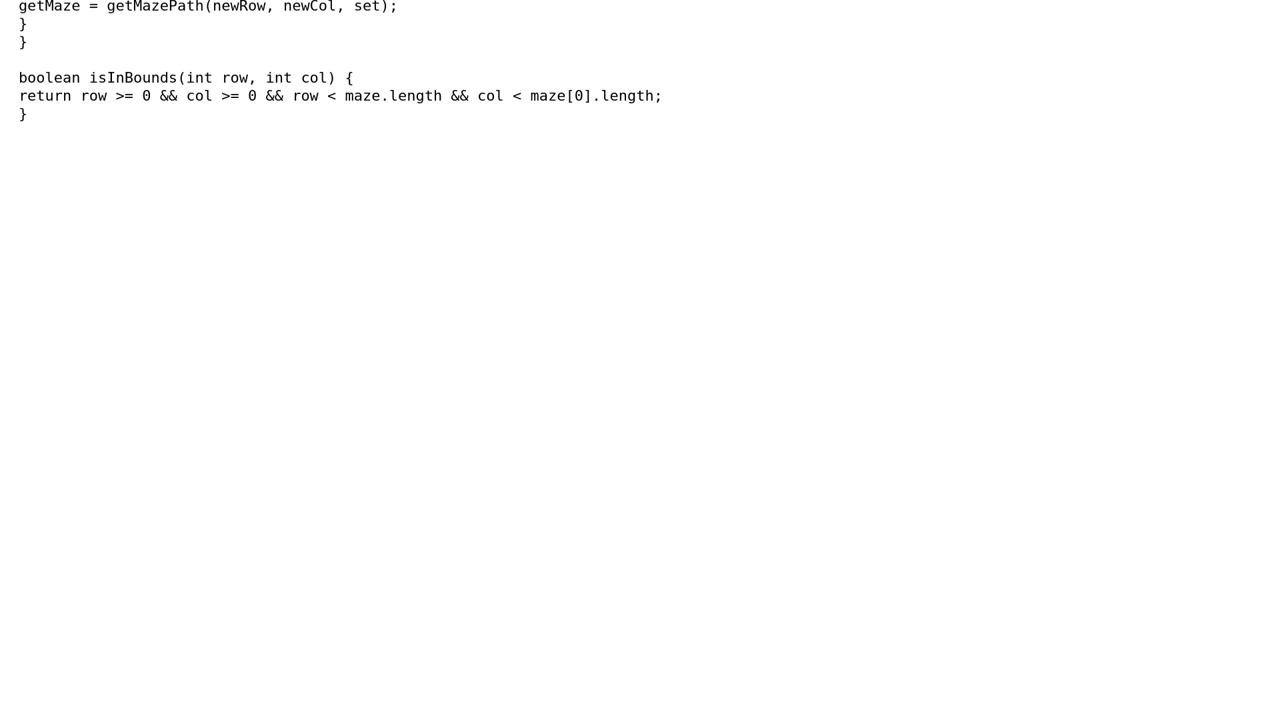 getMaze = getMazePath(newRow, newCol, set);
}
}

boolean isInBounds(int row, int col) {
return row >= 0 && col >= 0 && row < maze.length && col < maze[0].length;
}